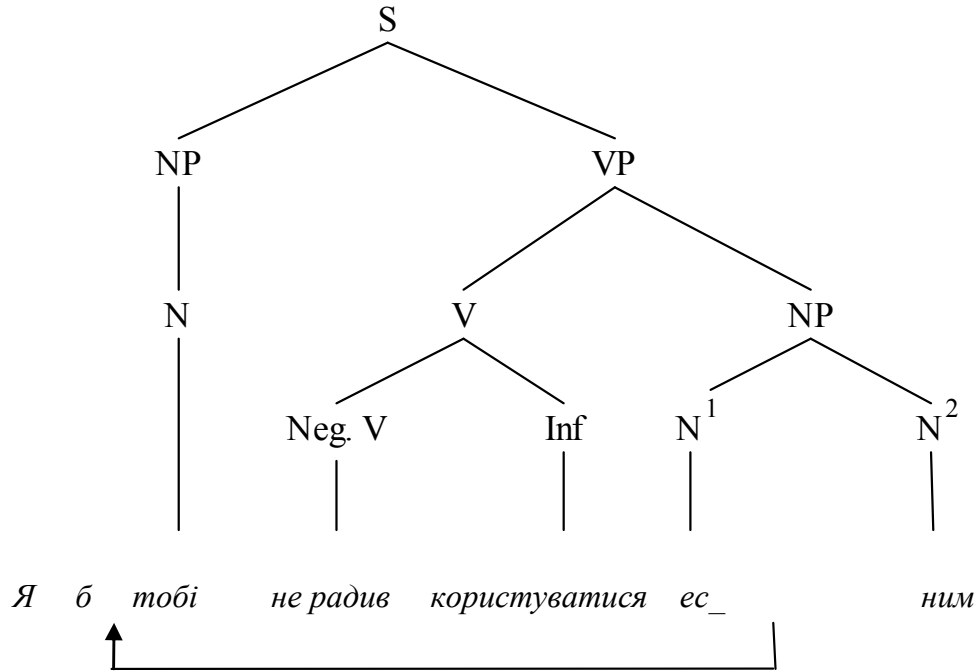 S
NP VP
N V NP
Neg. V Inf N¹ N²
Я б тобі не радив користуватися ес_ ним